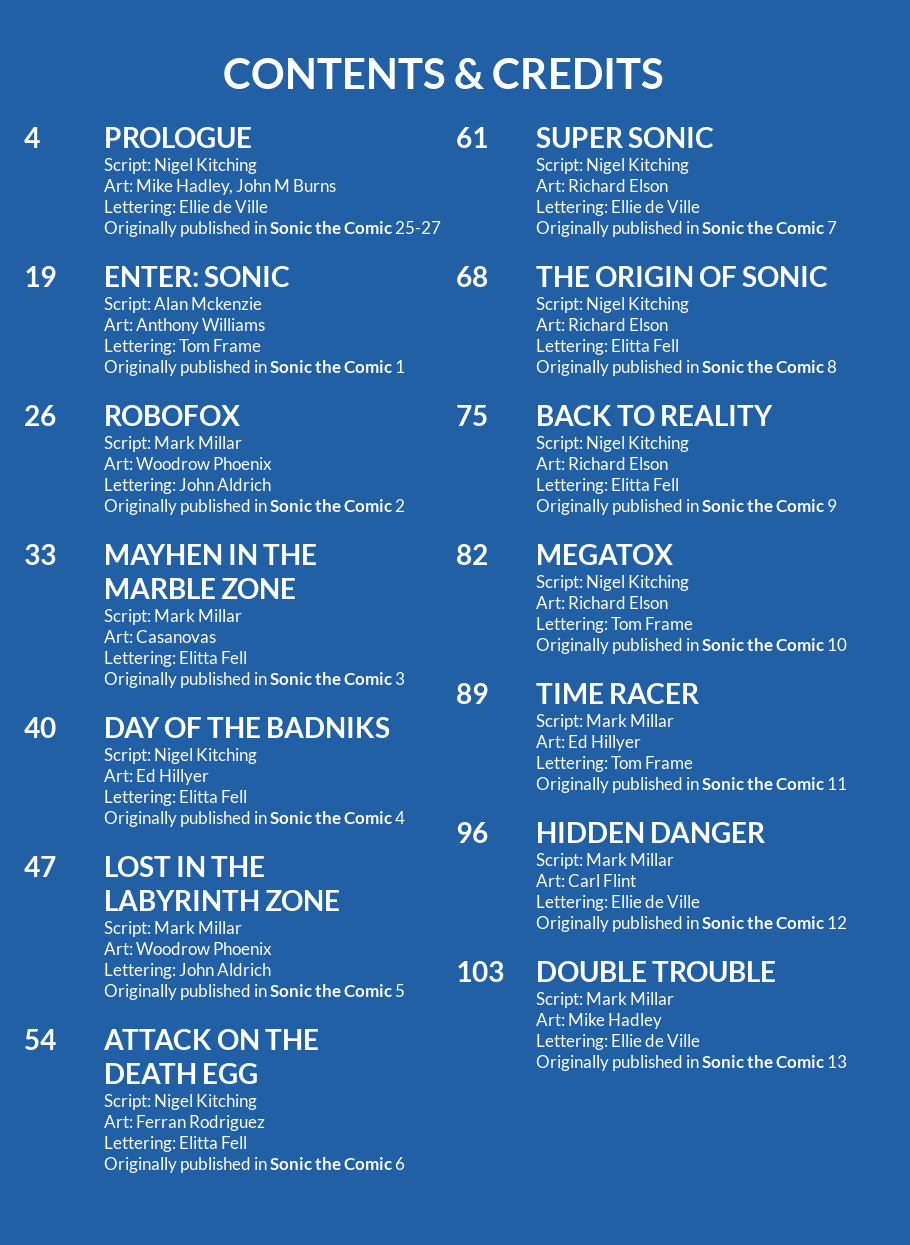 CONTENTS & CREDITS
4 PROLOGUE
Script: Nigel Kitching
Art: Mike Hadley, John M Burns
Lettering: Ellie de Ville
Originally published in Sonic the Comic 25-27
19 ENTER: SONIC
Script: Alan Mckenzie
Art: Anthony Williams
Lettering: Tom Frame
Originally published in Sonic the Comic 1
26 ROBOFOX
Script: Mark Millar
Art: Woodrow Phoenix
Lettering: John Aldrich
Originally published in Sonic the Comic 2
33 MAYHEN IN THE
MARBLE ZONE
Script: Mark Millar
Art: Casanovas
Lettering: Elitta Fell
Originally published in Sonic the Comic 3
40 DAY OF THE BADNIKS
Script: Nigel Kitching
Art: Ed Hillyer
Lettering: Elitta Fell
Originally published in Sonic the Comic 4
47 LOST IN THE
LABYRINTH ZONE
Script: Mark Millar
Art: Woodrow Phoenix
Lettering: John Aldrich
Originally published in Sonic the Comic 5
54 ATTACK ON THE
DEATH EGG
Script: Nigel Kitching
Art: Ferran Rodriguez
Lettering: Elitta Fell
Originally published in Sonic the Comic 6
61 SUPER SONIC
Script: Nigel Kitching
Art: Richard Elson
Lettering: Ellie de Ville
Originally published in Sonic the Comic 7
68 THE ORIGIN OF SONIC
Script: Nigel Kitching
Art: Richard Elson
Lettering: Elitta Fell
Originally published in Sonic the Comic 8
75 BACK TO REALITY
Script: Nigel Kitching
Art: Richard Elson
Lettering: Elitta Fell
Originally published in Sonic the Comic 9
82 MEGATOX
Script: Nigel Kitching
Art: Richard Elson
Lettering: Tom Frame
Originally published in Sonic the Comic 10
89 TIME RACER
Script: Mark Millar
Art: Ed Hillyer
Lettering: Tom Frame
Originally published in Sonic the Comic 11
96 HIDDEN DANGER
Script: Mark Millar
Art: Carl Flint
Lettering: Ellie de Ville
Originally published in Sonic the Comic 12
103 DOUBLE TROUBLE
Script: Mark Millar
Art: Mike Hadley
Lettering: Ellie de Ville
Originally published in Sonic the Comic 13